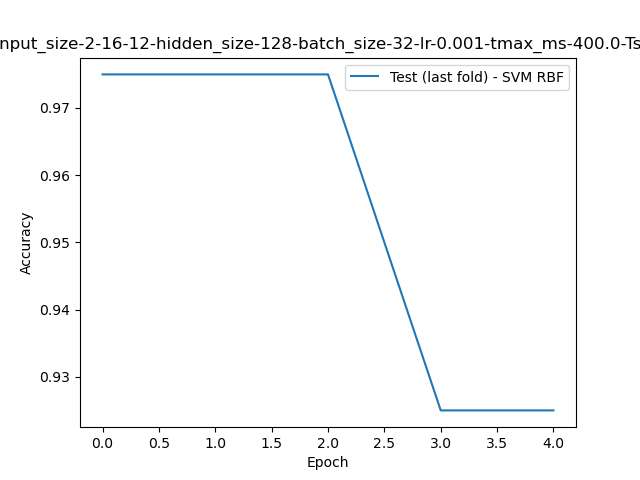 nput_size-2-16-12-hidden_size-128-batch_size-32-lr-0.001-tmax_ms-400.0-Ts
Test (last fold) - SVM RBF
0.97
0.96
0.95
0.94
0.93
Accuracy
0.0 0.5 1.0 1.5 2.0 2.5 3.0 3.5 4.0
Epoch